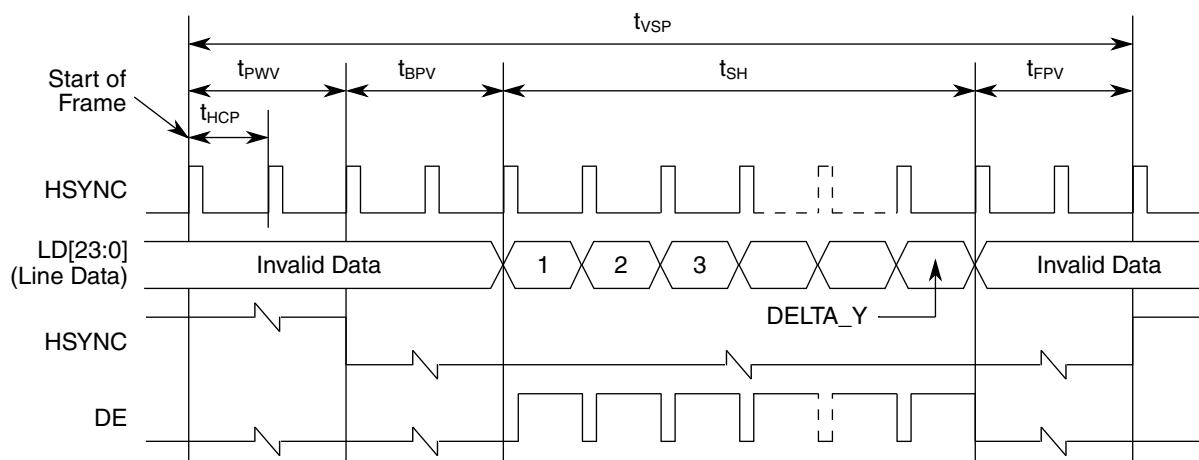 tVSP
tPWV tBPV tSH tFPV
Start of
Frame
tHCP
HSYNC
LD[23:0]
(Line Data)
Invalid Data 1 2 3 Invalid Data
DELTA_Y
HSYNC
DE